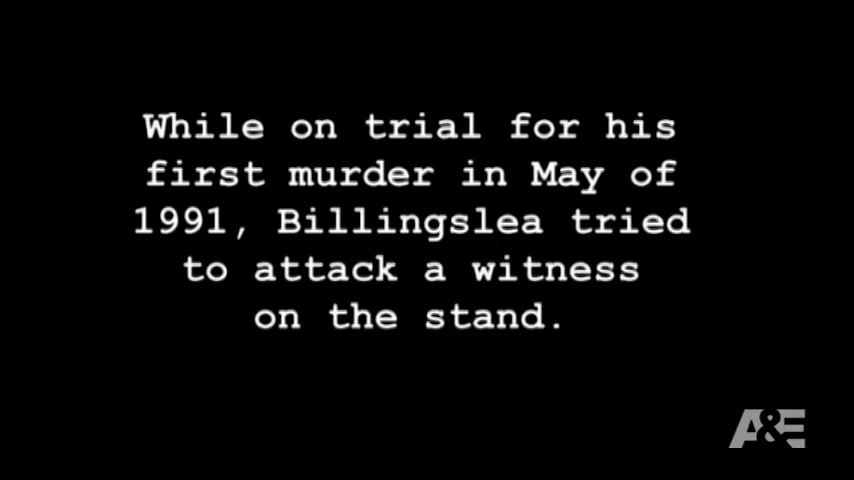 While on trial for his
first murder in May of
1991, Billingslea tried
to attack a witness
on the stand.
A&E